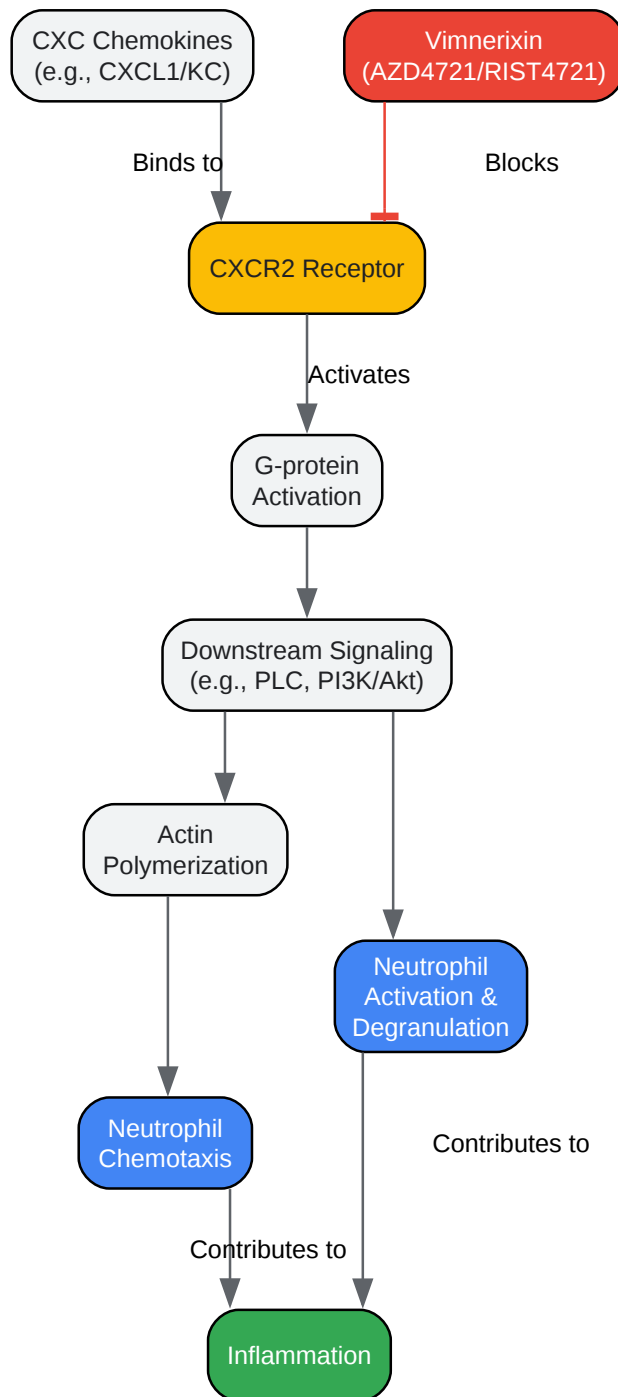 CXC Chemokines
(e.g., CXCL1/KC)
Vimnerixin
(AZD4721/RIST4721)
Binds to
Blocks
CXCR2 Receptor
Activates
G-protein
Activation
Downstream Signaling
(e.g., PLC, PI3K/Akt)
Actin
Polymerization
Neutrophil
Activation &
Degranulation
Neutrophil
Chemotaxis
Contributes to
Contributes to
Inflammation